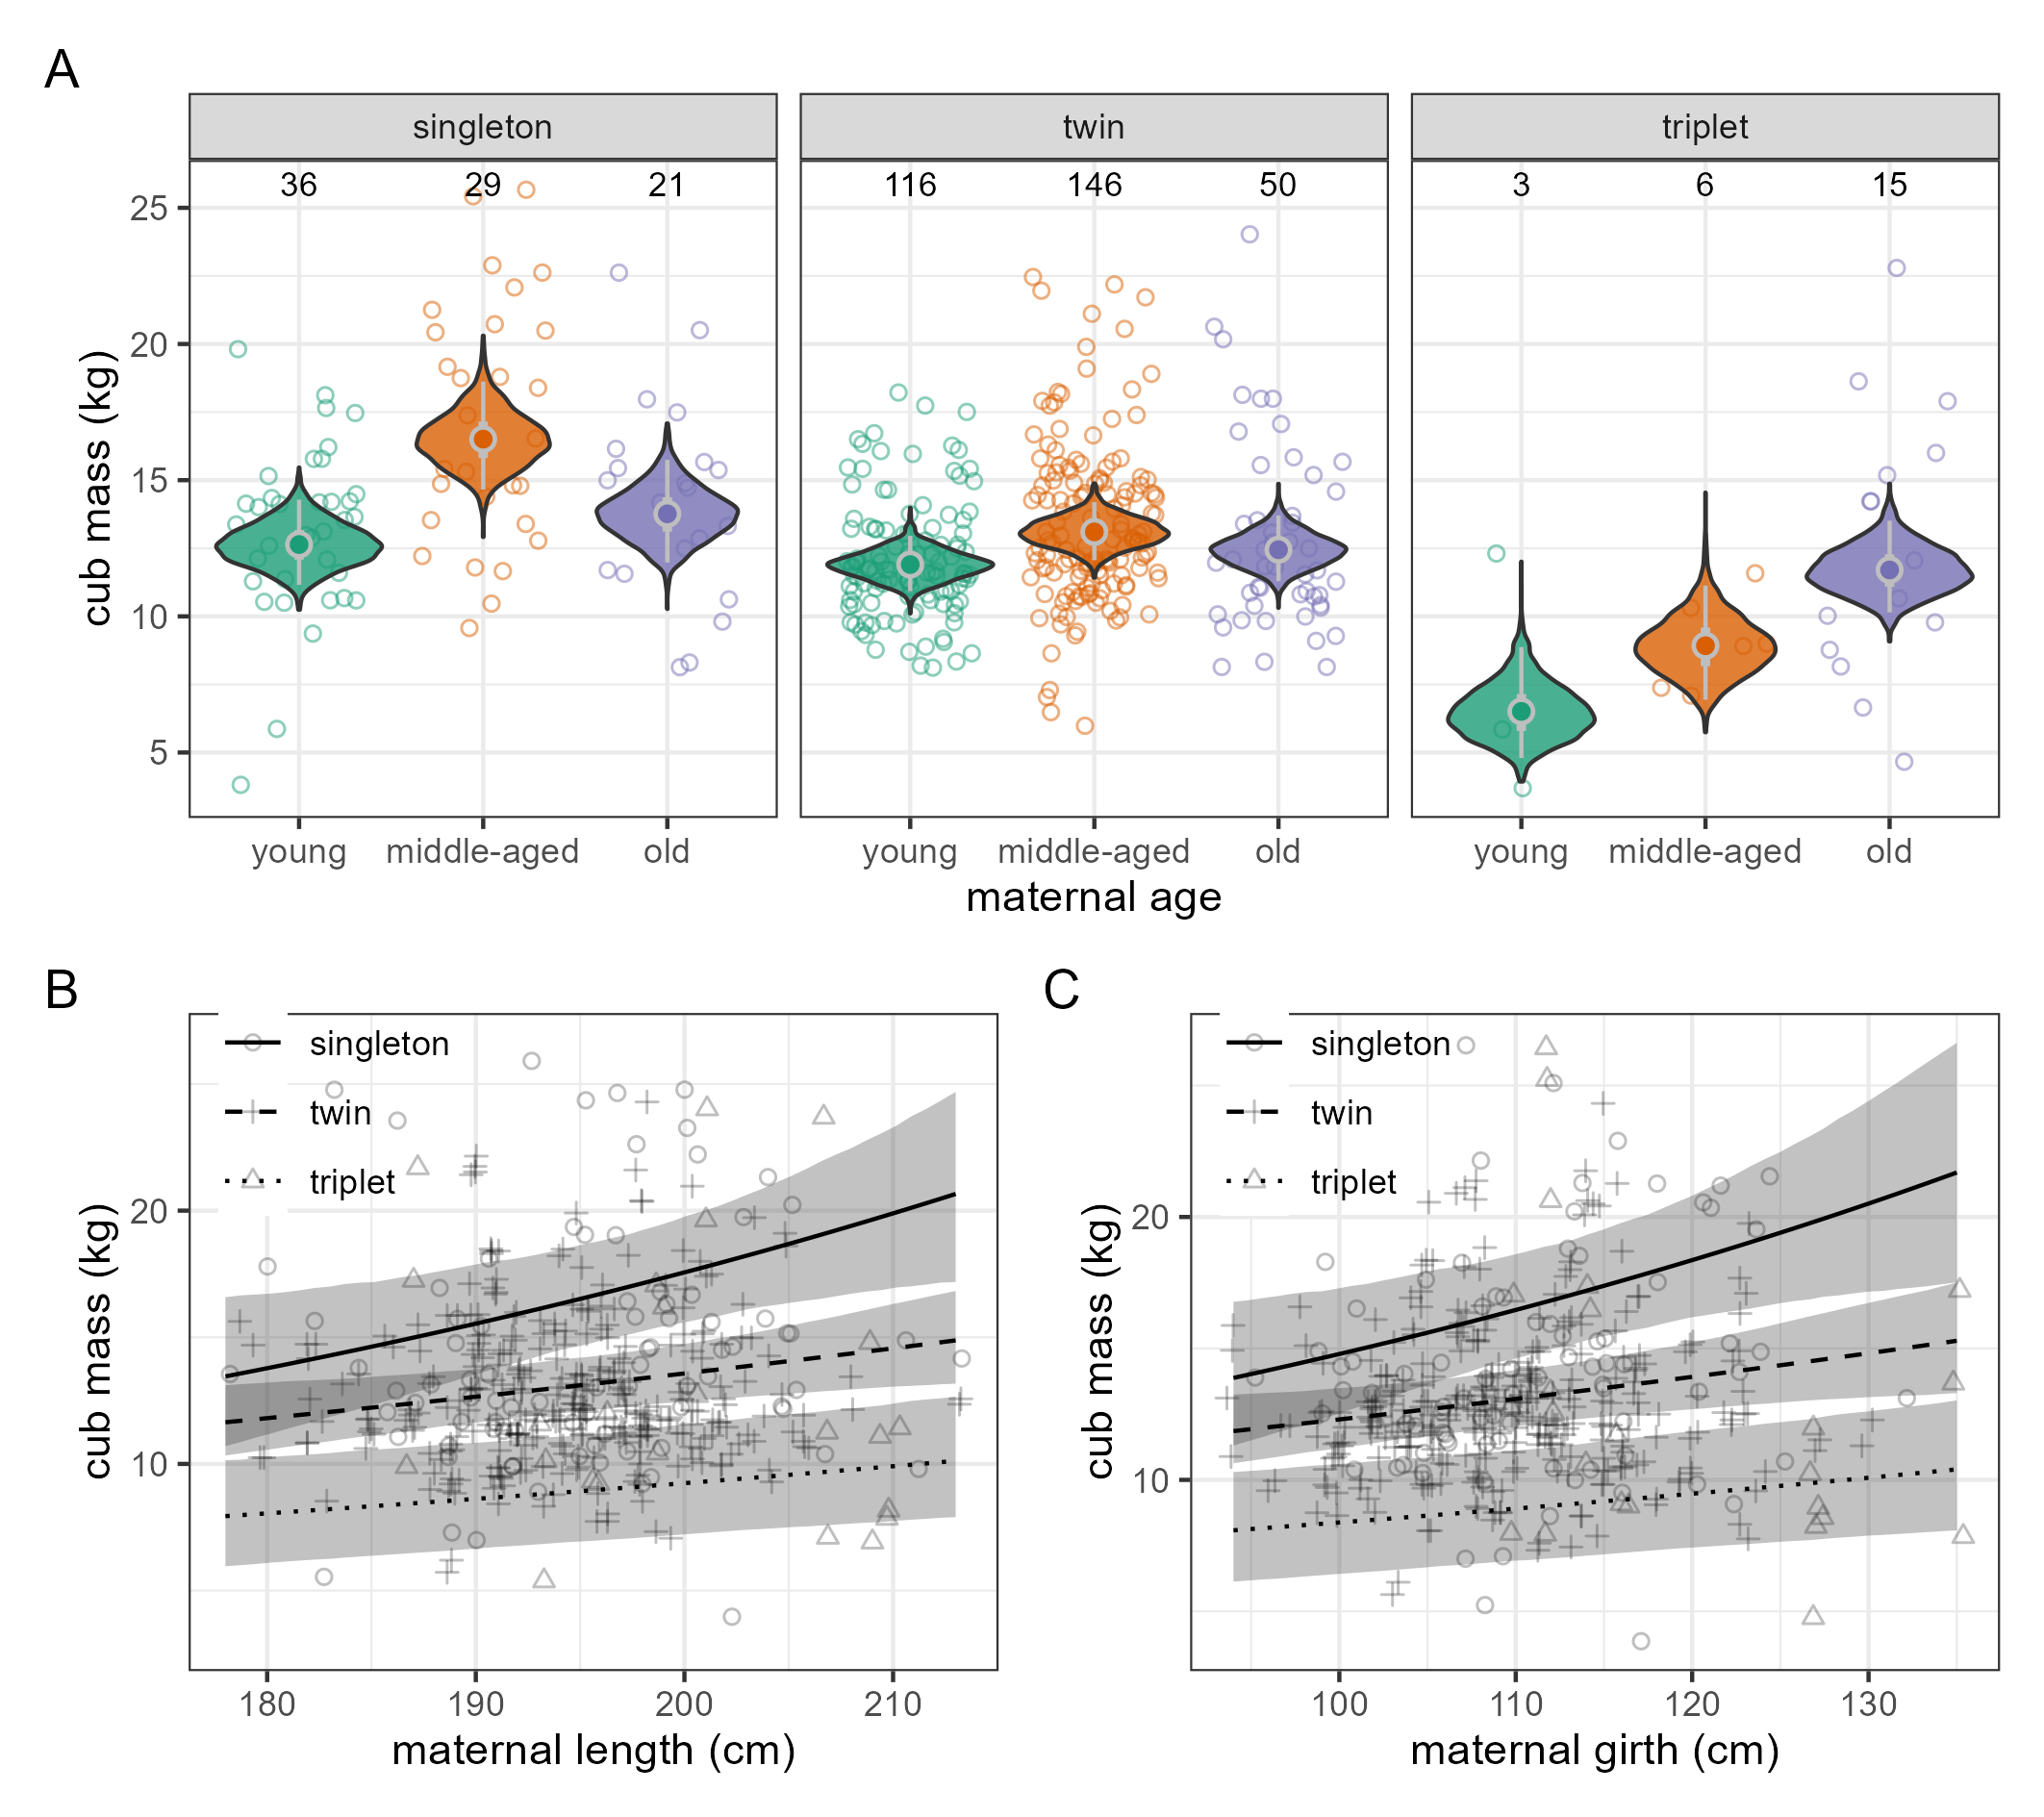 A
singleton
twin
triplet
36
29
21
116
146
50
3
6
15
25
20
15
10
5
cub mass (kg)
young
middle-aged
old
young
middle-aged
old
young
middle-aged
old
maternal age
B
singleton
twin
triplet
20
10
cub mass (kg)
180
190
200
210
maternal length (cm)
C
singleton
twin
triplet
20
10
cub mass (kg)
100
110
120
130
maternal girth (cm)